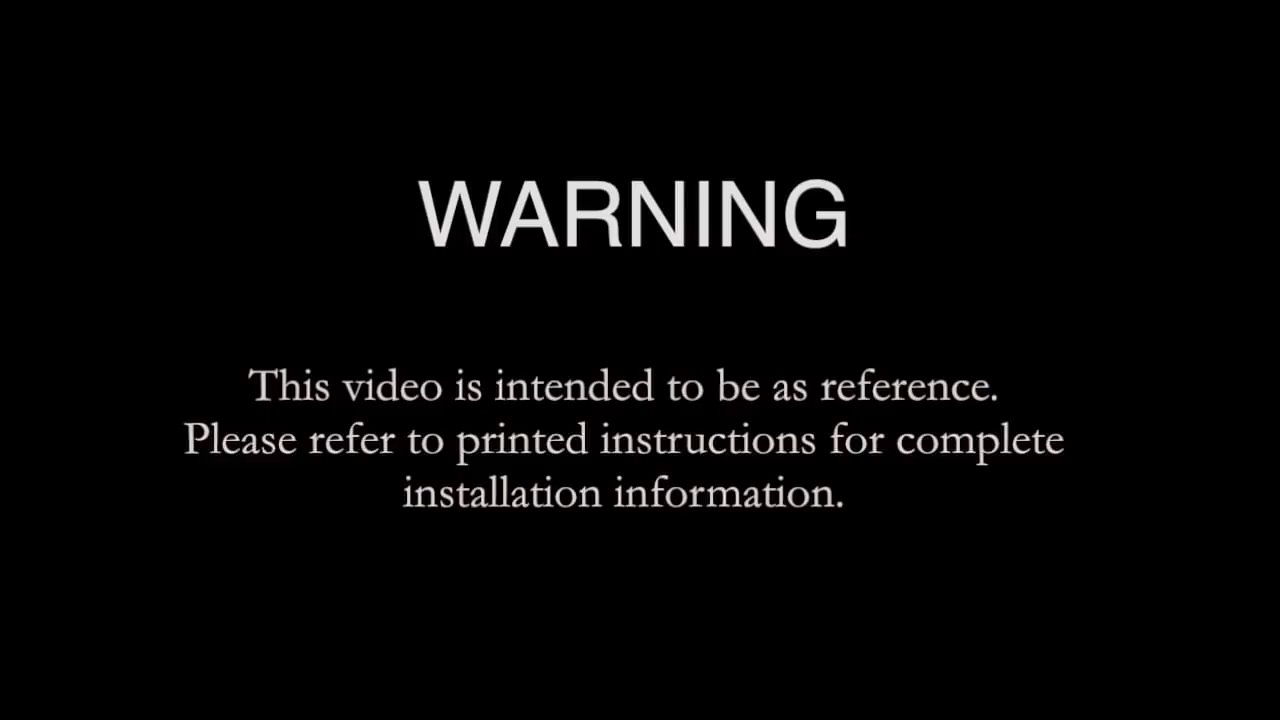 WARNING
This video is intended to be as reference.
Please refer to printed instructions for complete
installation information.